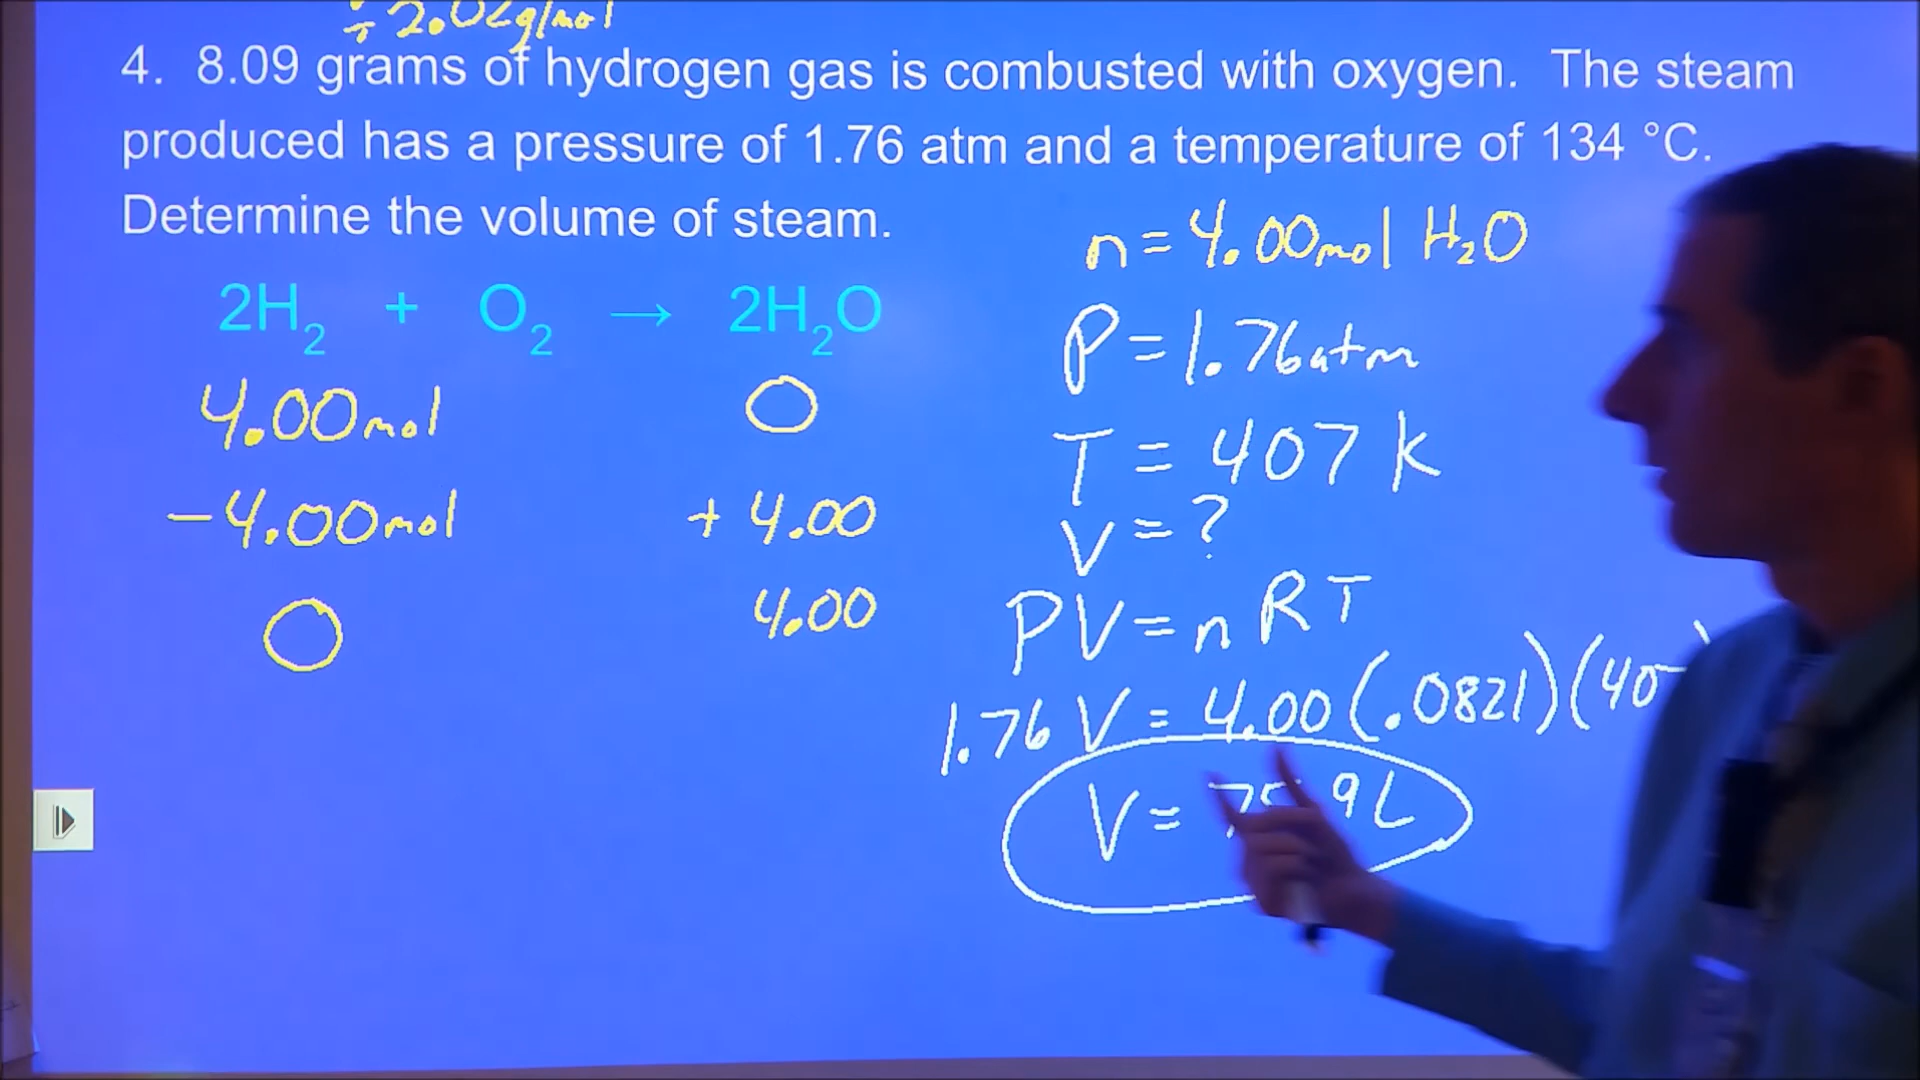 ÷ 2.02g/mol
4. 8.09 grams of hydrogen gas is combusted with oxygen. The steam
produced has a pressure of 1.76 atm and a temperature of 134 °C.
Determine the volume of steam.
n = 4.00mol H₂O
2H₂ + O₂ → 2H₂O
P = 1.76atm
4.00mol 0
T = 407 K
-4.00mol + 4.00
V = ?
0 4.00
PV = nRT
1.76 V = 4.00 (.0821)(40
V = 9L